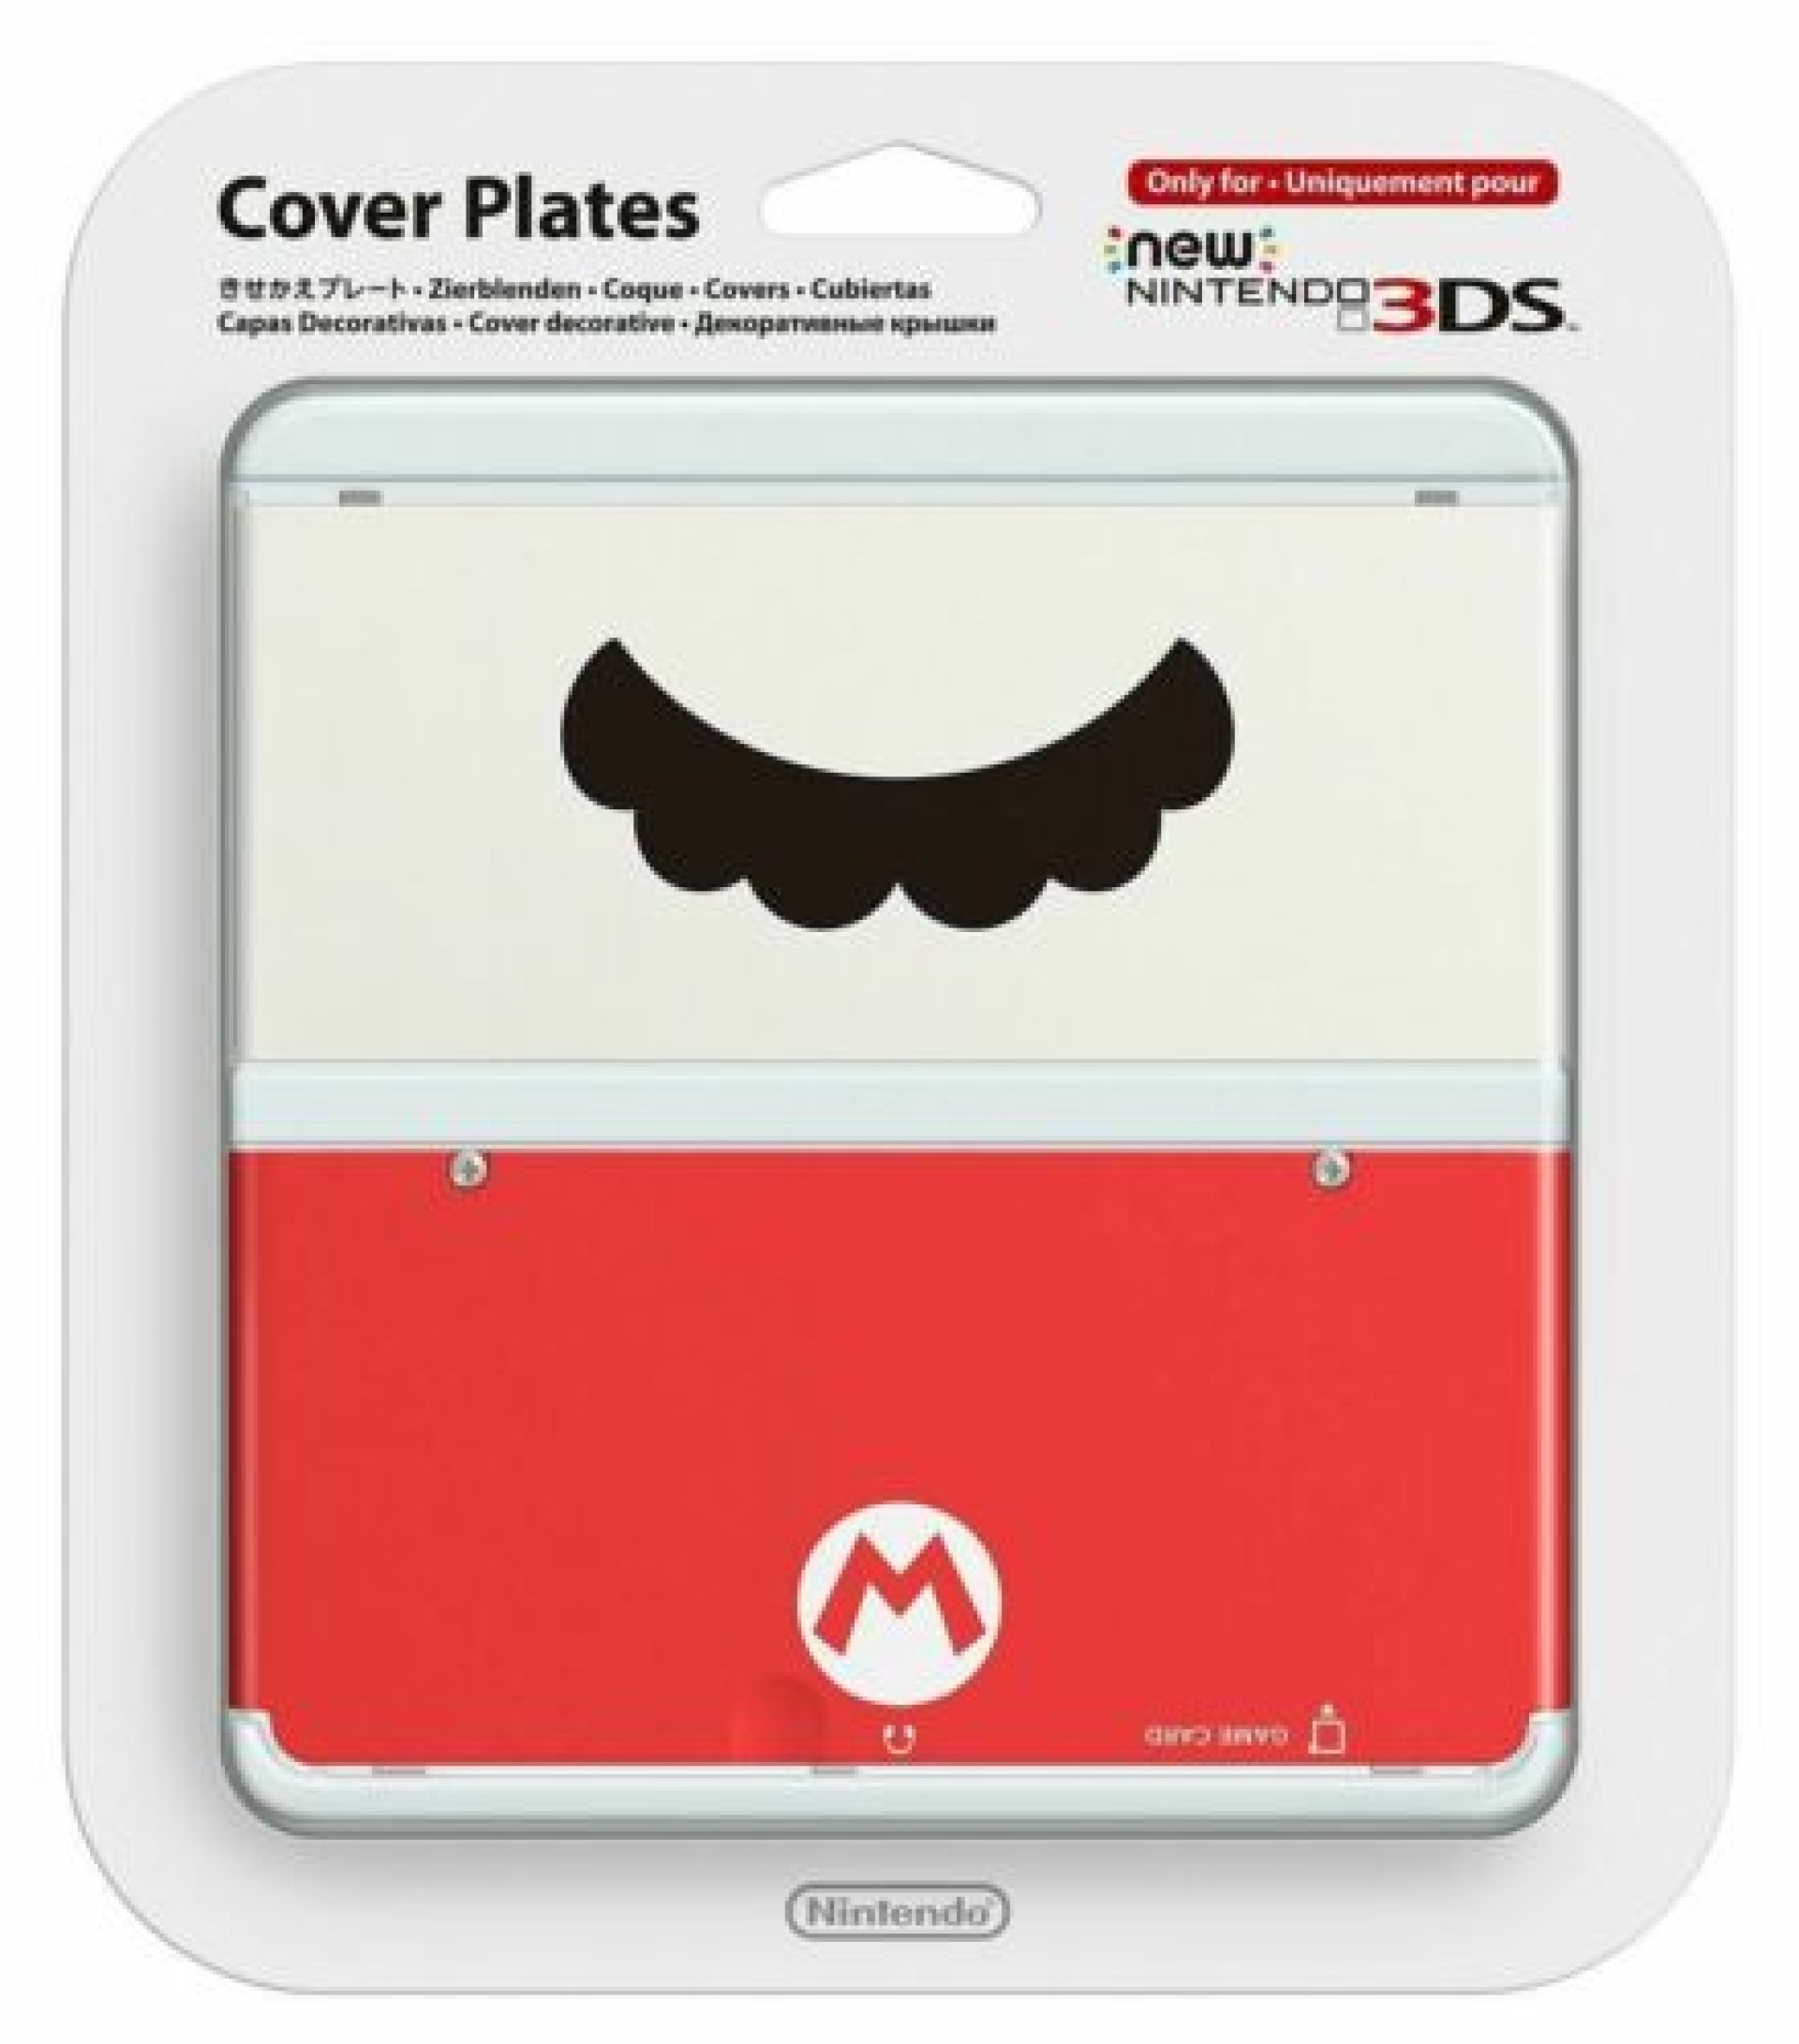 Cover Plates
Only for • Uniquement pour
new
NINTENDO 3DS™
きせかえプレート • Zierblenden • Coque • Covers • Cubiertas
Capas Decorativas • Cover decorative • Декоративные крышки
M
GAME CARD
Nintendo®